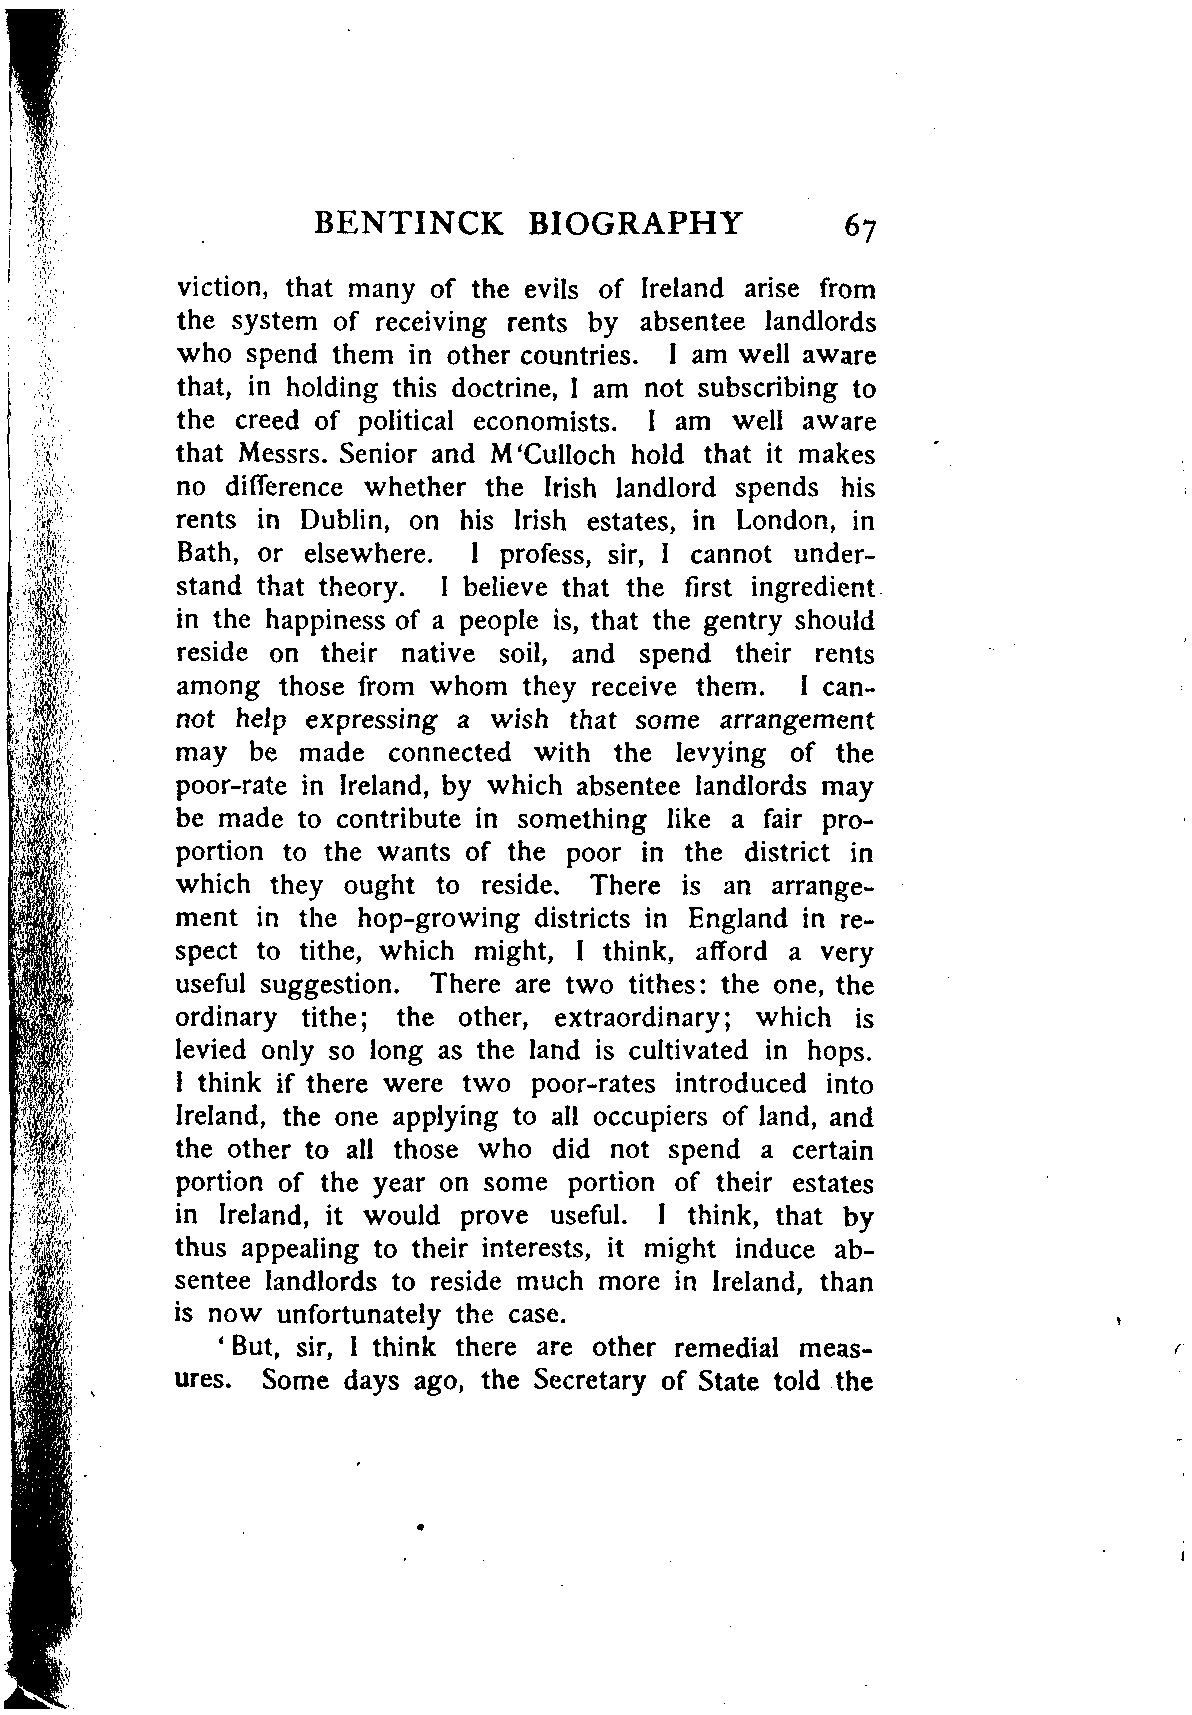 BENTINCK BIOGRAPHY 67
viction, that many of the evils of Ireland arise from
the system of receiving rents by absentee landlords
who spend them in other countries. I am well aware
that, in holding this doctrine, I am not subscribing to
the creed of political economists. I am well aware
that Messrs. Senior and M‘Culloch hold that it makes
no difference whether the Irish landlord spends his
rents in Dublin, on his Irish estates, in London, in
Bath, or elsewhere. I profess, sir, I cannot under-
stand that theory. I believe that the first ingredient
in the happiness of a people is, that the gentry should
reside on their native soil, and spend their rents
among those from whom they receive them. I can-
not help expressing a wish that some arrangement
may be made connected with the levying of the
poor-rate in Ireland, by which absentee landlords may
be made to contribute in something like a fair pro-
portion to the wants of the poor in the district in
which they ought to reside. There is an arrange-
ment in the hop-growing districts in England in re-
spect to tithe, which might, I think, afford a very
useful suggestion. There are two tithes: the one, the
ordinary tithe; the other, extraordinary; which is
levied only so long as the land is cultivated in hops.
I think if there were two poor-rates introduced into
Ireland, the one applying to all occupiers of land, and
the other to all those who did not spend a certain
portion of the year on some portion of their estates
in Ireland, it would prove useful. I think, that by
thus appealing to their interests, it might induce ab-
sentee landlords to reside much more in Ireland, than
is now unfortunately the case.
‘But, sir, I think there are other remedial meas-
ures. Some days ago, the Secretary of State told the